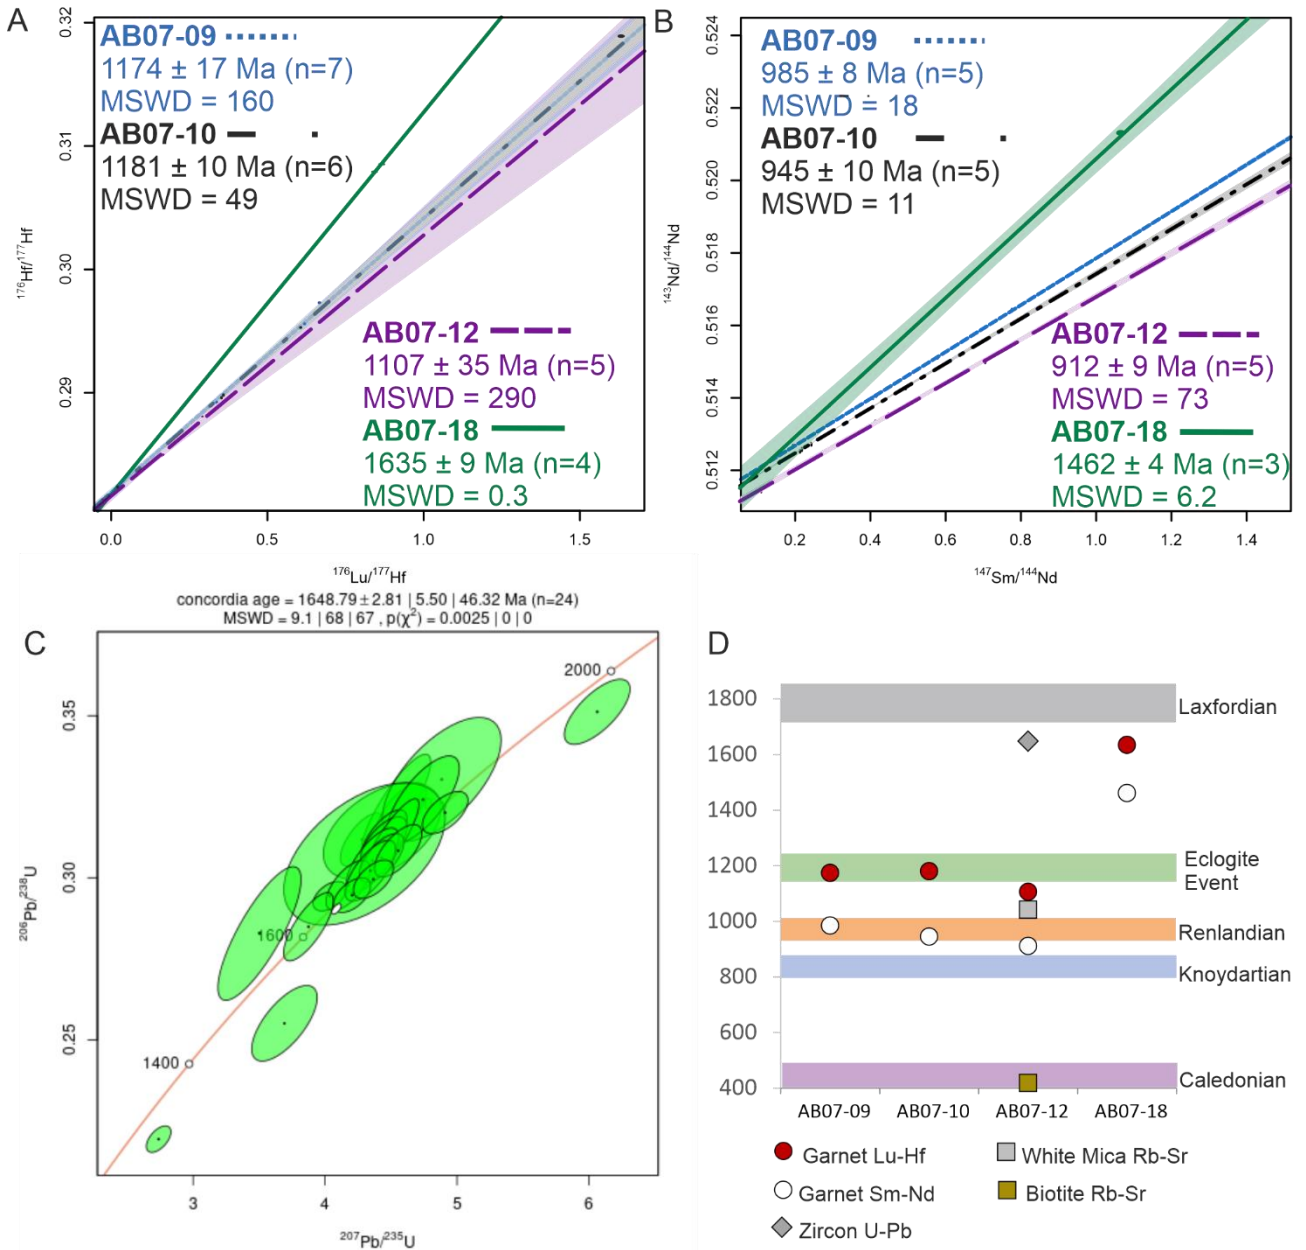 A
AB07-09
1174 ± 17 Ma (n=7)
MSWD = 160
AB07-10
1181 ± 10 Ma (n=6)
MSWD = 49
AB07-12
1107 ± 35 Ma (n=5)
MSWD = 290
AB07-18
1635 ± 9 Ma (n=4)
MSWD = 0.3
0.32
0.31
0.30
0.29
176Hf/177Hf
0.0 0.5 1.0 1.5
176Lu/177Hf
B
AB07-09
985 ± 8 Ma (n=5)
MSWD = 18
AB07-10
945 ± 10 Ma (n=5)
MSWD = 11
AB07-12
912 ± 9 Ma (n=5)
MSWD = 73
AB07-18
1462 ± 4 Ma (n=3)
MSWD = 6.2
0.524
0.522
0.520
0.518
0.516
0.514
0.512
143Nd/144Nd
0.2 0.4 0.6 0.8 1.0 1.2 1.4
147Sm/144Nd
concordia age = 1648.79 ± 2.81 | 5.50 | 46.32 Ma (n=24)
MSWD = 9.1 | 68 | 67 , p(χ2) = 0.0025 | 0 | 0
C
2000
1600
1400
0.35
0.30
0.25
206Pb/238U
3 4 5 6
207Pb/235U
D
1800
1600
1400
1200
1000
800
600
400
Laxfordian
Eclogite
Event
Renlandian
Knoydartian
Caledonian
AB07-09 AB07-10 AB07-12 AB07-18
Garnet Lu-Hf
White Mica Rb-Sr
Garnet Sm-Nd
Biotite Rb-Sr
Zircon U-Pb